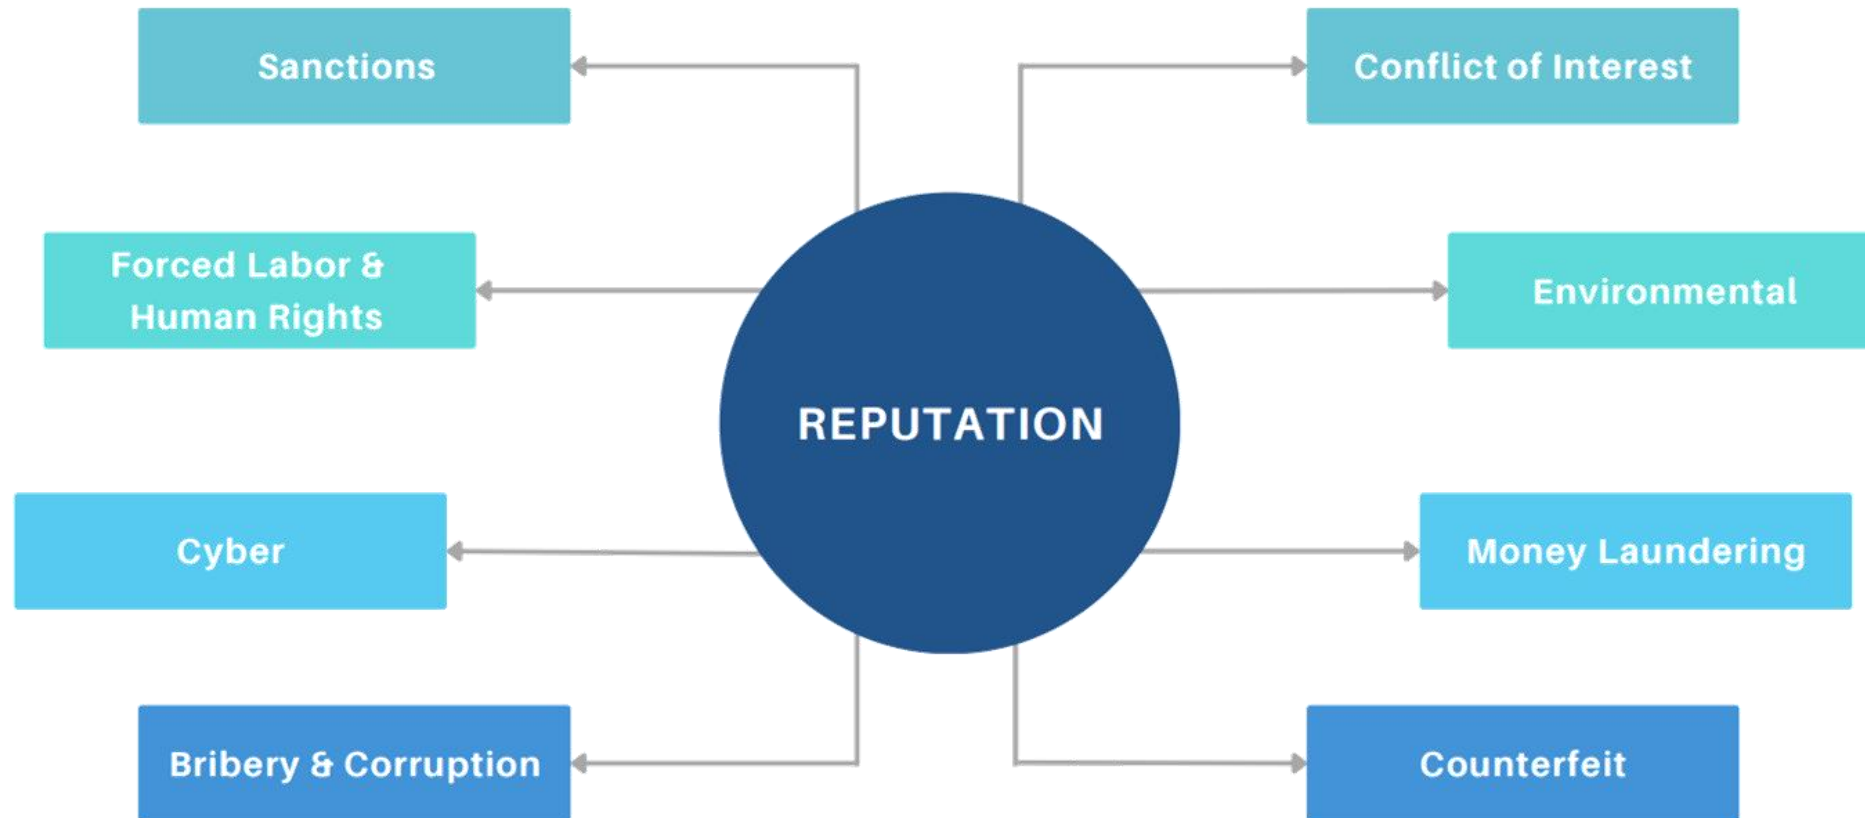 Sanctions
Conflict of Interest
Forced Labor &
Human Rights
Environmental
REPUTATION
Cyber
Money Laundering
Bribery & Corruption
Counterfeit